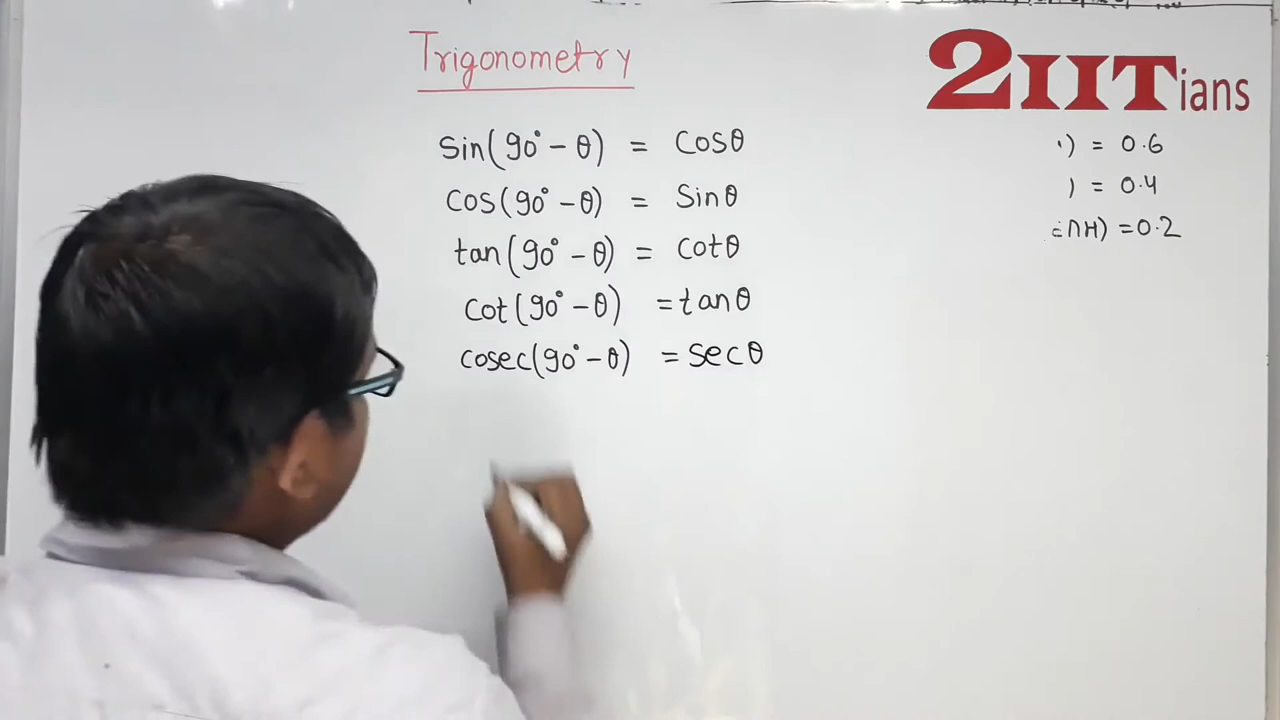 Trigonometry
2IITians
sin(90° - θ) = cosθ
cos(90° - θ) = sinθ
tan(90° - θ) = cotθ
cot(90° - θ) = tanθ
cosec(90° - θ) = secθ
) = 0.6
) = 0.4
∩H) = 0.2